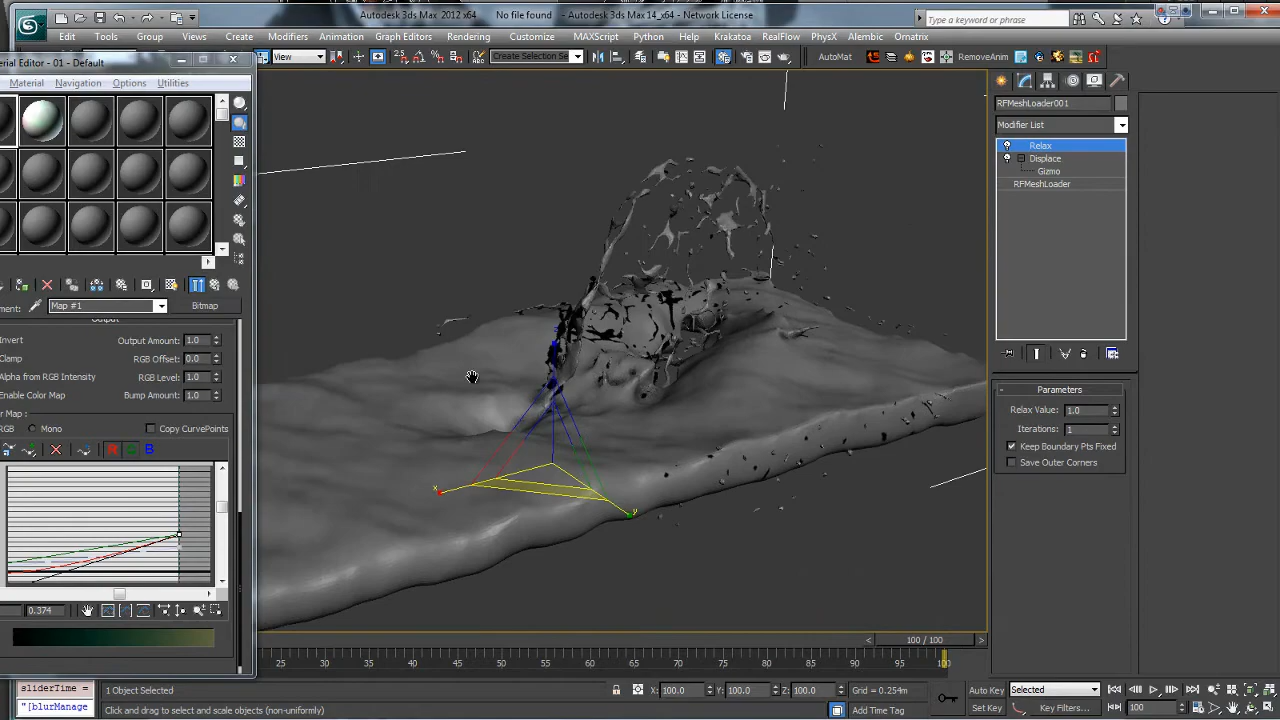 Autodesk 3ds Max 2012 x64 No file found - Autodesk 3ds Max 14_x64 - Network License
Type a keyword or phrase
Edit Tools Group Views Create Modifiers Animation Graph Editors Rendering Customize MAXScript Python Help Krakatoa RealFlow PhysX Alembic Ornatrix
View
Create Selection Se
AutoMat
RemoveAnim
aterial Editor - 01 - Default
Material Navigation Options Utilities
RFMeshLoader001
Modifier List
Relax
Displace
Gizmo
RFMeshLoader
Map #1
Bitmap
Output
Invert Output Amount: 1.0
Clamp RGB Offset: 0.0
Alpha from RGB Intensity RGB Level: 1.0
Enable Color Map Bump Amount: 1.0
or Map:
RGB Mono Copy CurvePoints
R B
0.374
x
y
Parameters
Relax Value: 1.0
Iterations: 1
Keep Boundary Pts Fixed
Save Outer Corners
< 100 / 100 >
25 30 35 40 45 50 55 60 65 70 75 80 85 90 95 100
sliderTime =
"[blurManage
1 Object Selected
X: 100.0 Y: 100.0 Z: 100.0 Grid = 0.254m
Auto Key Selected
Click and drag to select and scale objects (non-uniformly)
Add Time Tag
Set Key Key Filters... 100